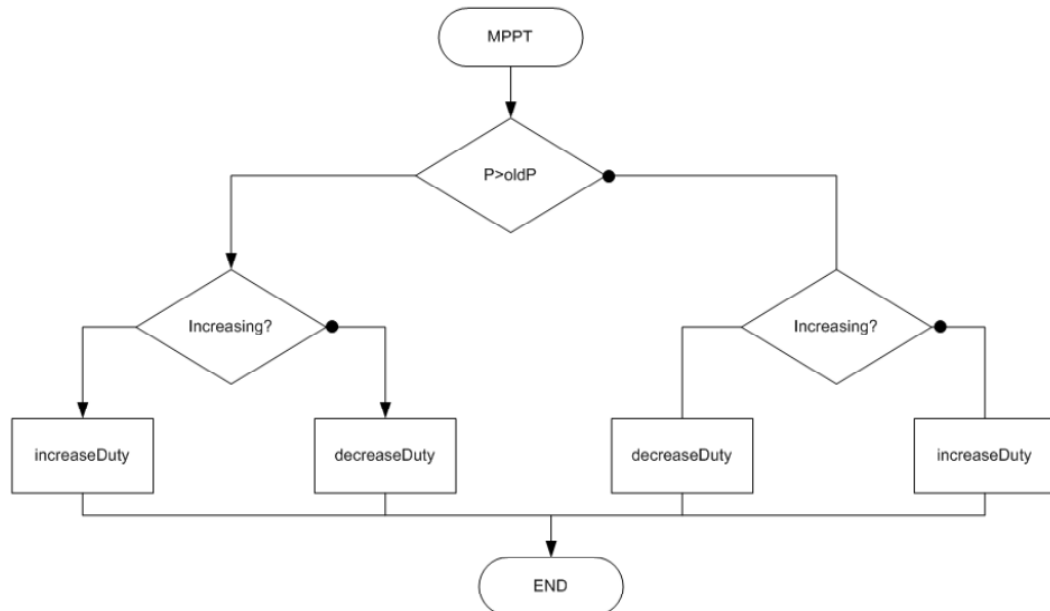 MPPT
P>oldP
Increasing?
Increasing?
increaseDuty
decreaseDuty
decreaseDuty
increaseDuty
END